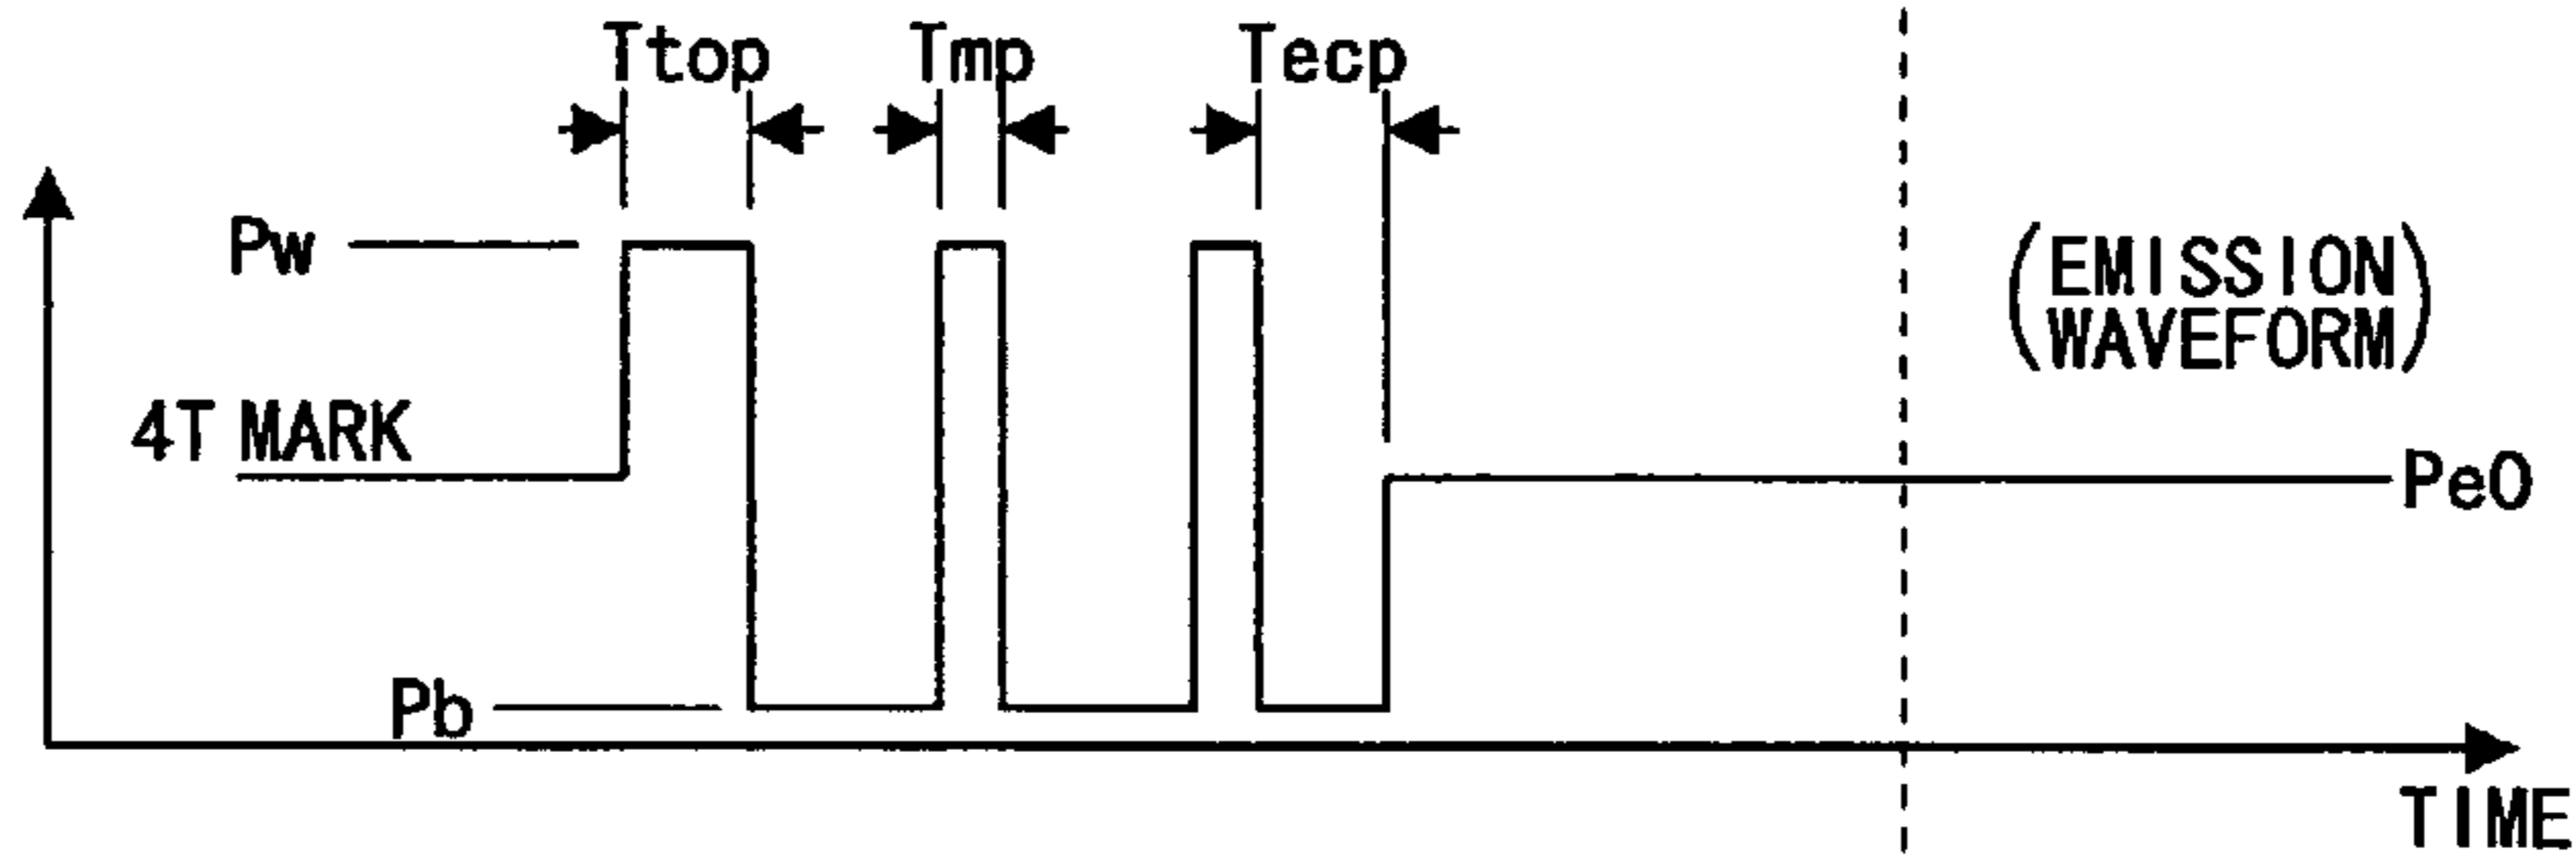 Ttop Tmp Tecp
Pw
(EMISSION
WAVEFORM)
4T MARK
Pe0
Pb
TIME